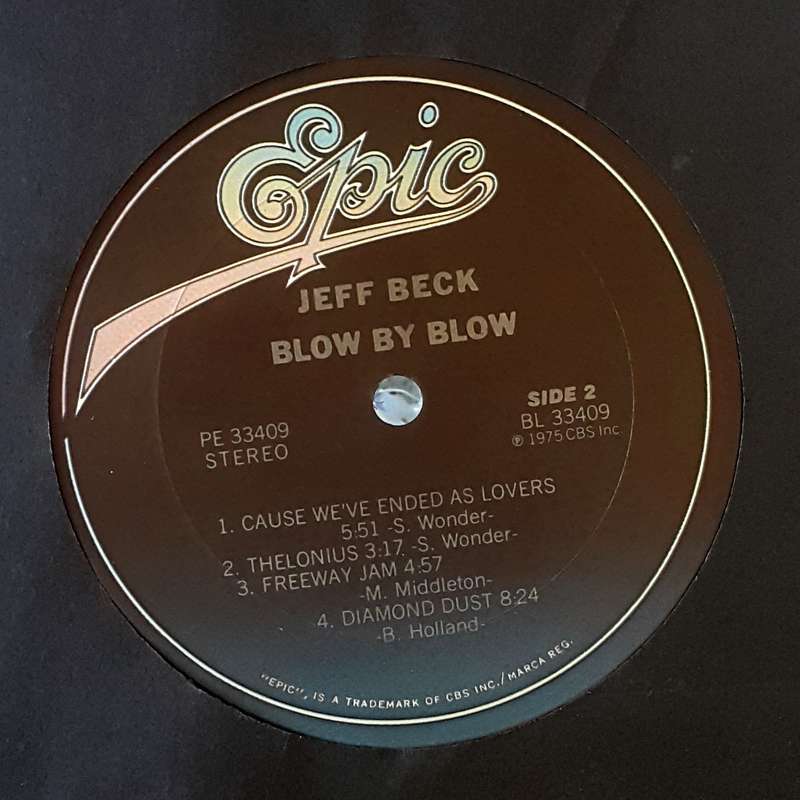 Epic
JEFF BECK
BLOW BY BLOW
PE 33409
STEREO
SIDE 2
BL 33409
℗ 1975 CBS Inc.
1. CAUSE WE'VE ENDED AS LOVERS
5:51 -S. Wonder-
2. THELONIUS 3:17 -S. Wonder-
3. FREEWAY JAM 4:57
-M. Middleton-
4. DIAMOND DUST 8:24
-B. Holland-
"EPIC", IS A TRADEMARK OF CBS INC./MARCA REG.